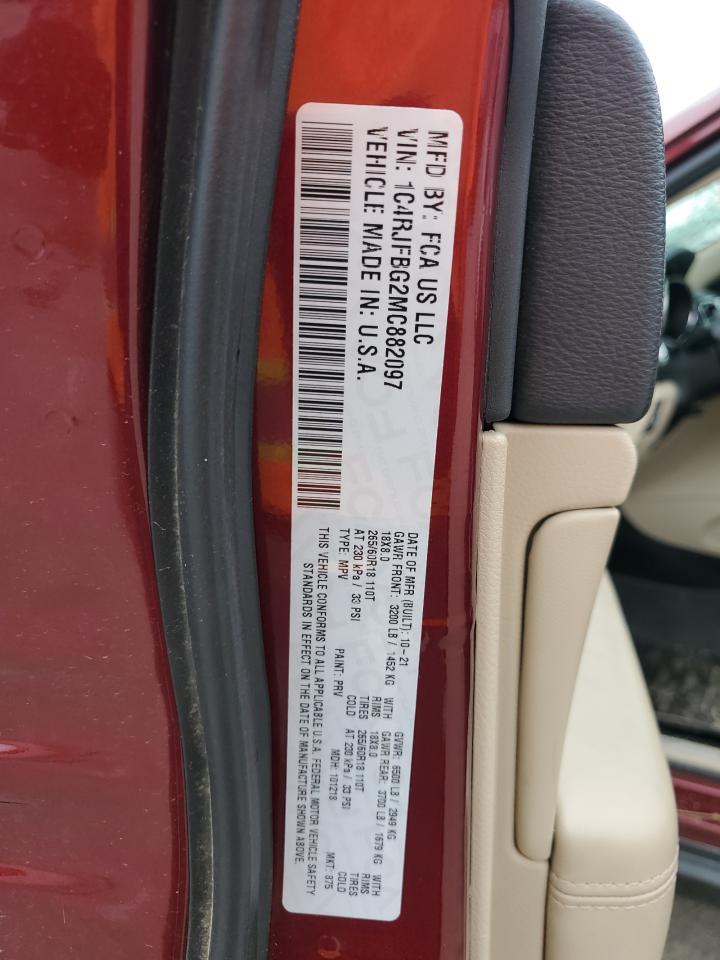 MFD BY: FCA US LLC
VIN: 1C4RJFBG2MC882097
VEHICLE MADE IN: U.S.A.
DATE OF MFR (BUILT): 10-21 GVWR: 6500 LB / 2949 KG
GAWR FRONT: 3200 LB / 1452 KG WITH GAWR REAR: 3700 LB / 1679 KG WITH
18X8.0 RIMS 18X8.0 RIMS
265/60R18 110T TIRES 265/60R18 110T TIRES
AT 230 kPa / 33 PSI COLD AT 230 kPa / 33 PSI COLD
TYPE: MPV PAINT: PRV MDH: 101218 MKT: 875
THIS VEHICLE CONFORMS TO ALL APPLICABLE U.S.A. FEDERAL MOTOR VEHICLE SAFETY
STANDARDS IN EFFECT ON THE DATE OF MANUFACTURE SHOWN ABOVE.